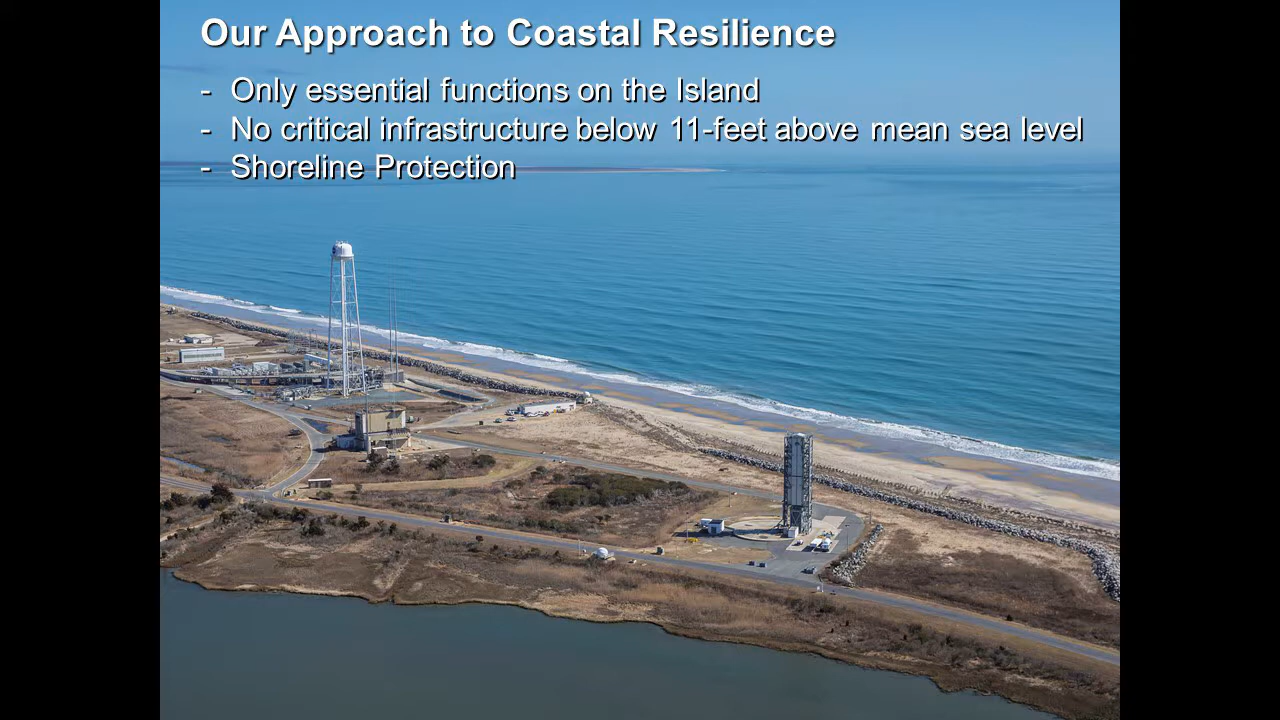 Our Approach to Coastal Resilience
- Only essential functions on the Island
- No critical infrastructure below 11-feet above mean sea level
- Shoreline Protection